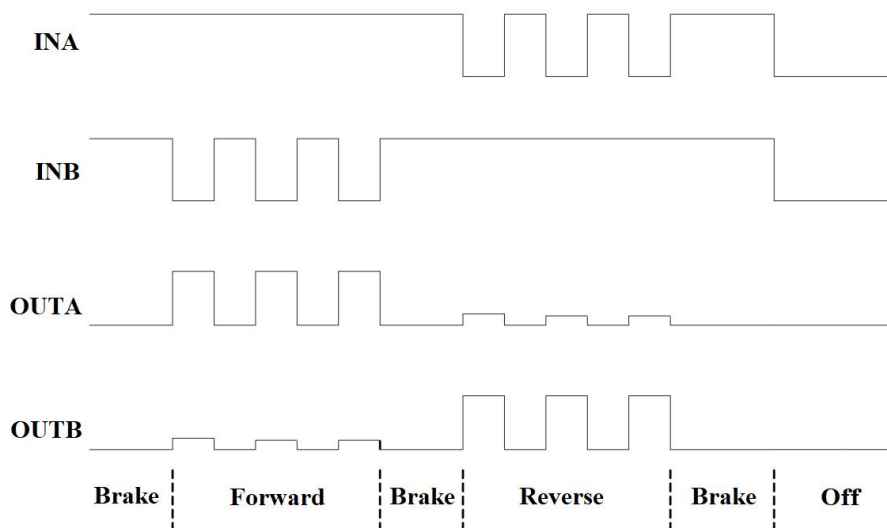 INA
INB
OUTA
OUTB
Brake Forward Brake Reverse Brake Off